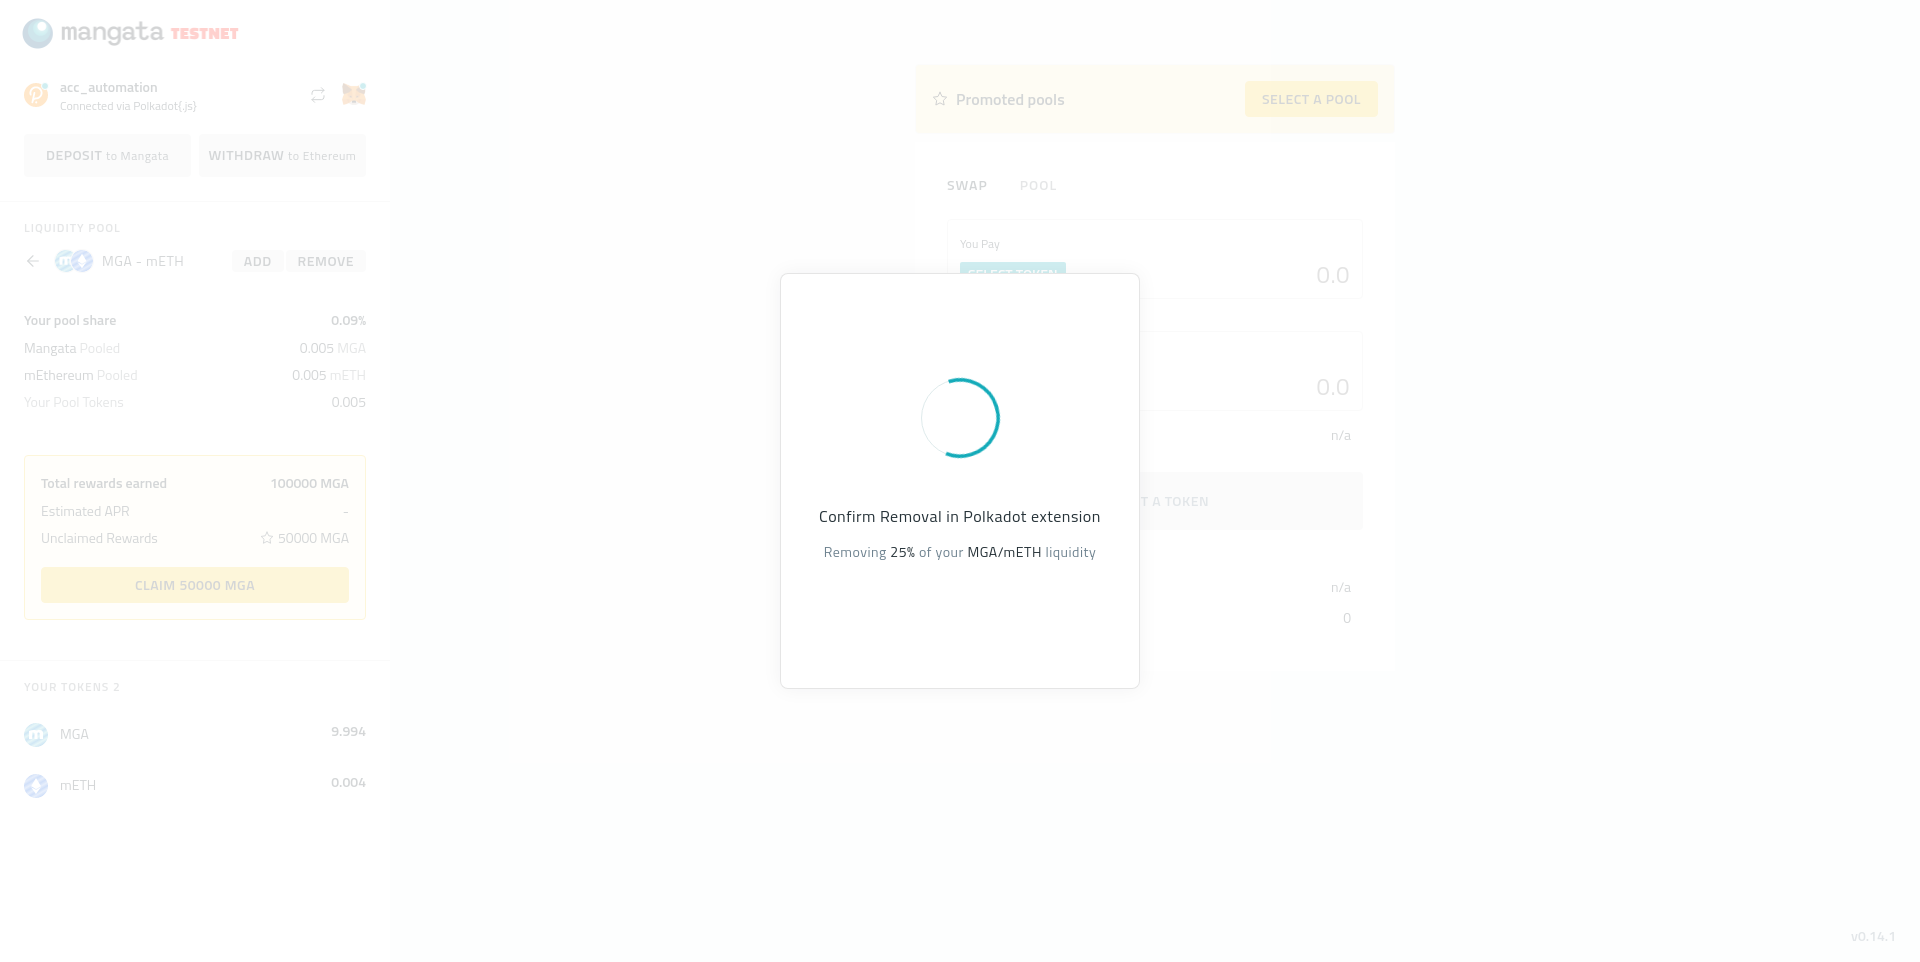 mangata TESTNET
acc_automation
Connected via Polkadot{.js}
DEPOSIT to Mangata
WITHDRAW to Ethereum
LIQUIDITY POOL
MGA - mETH
ADD
REMOVE
Your pool share 0.09%
Mangata Pooled 0.005 MGA
mEthereum Pooled 0.005 mETH
Your Pool Tokens 0.005
Total rewards earned 100000 MGA
Estimated APR -
Unclaimed Rewards 50000 MGA
CLAIM 50000 MGA
YOUR TOKENS 2
MGA 9.994
mETH 0.004
Promoted pools
SELECT A POOL
SWAP
POOL
You Pay
SELECT TOKEN
0.0
0.0
n/a
T A TOKEN
n/a
0
Confirm Removal in Polkadot extension
Removing 25% of your MGA/mETH liquidity
v0.14.1